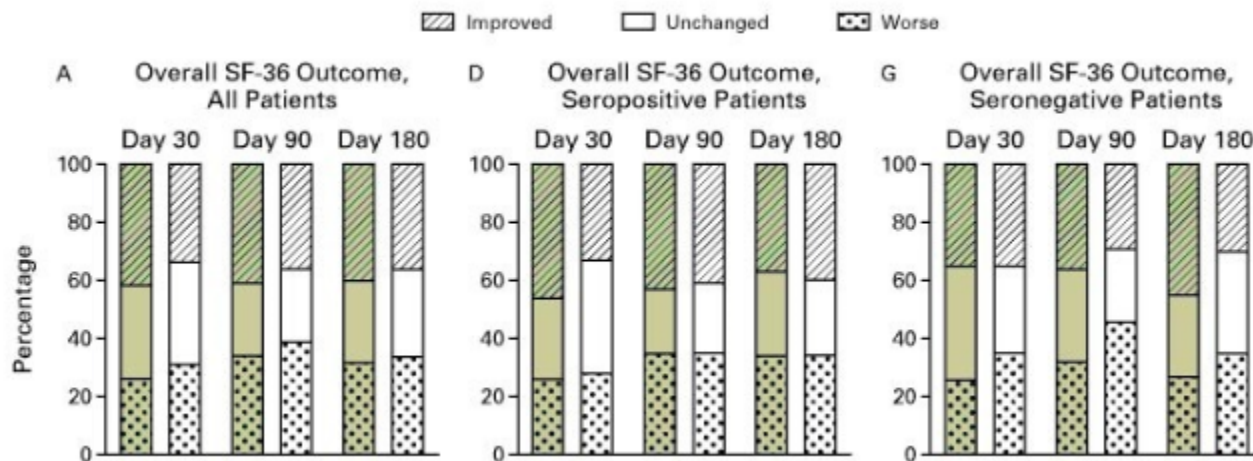 Improved Unchanged Worse
A Overall SF-36 Outcome,
All Patients
Day 30 Day 90 Day 180
100
80
60
40
20
0
Percentage
D Overall SF-36 Outcome,
Seropositive Patients
Day 30 Day 90 Day 180
100
80
60
40
20
0
G Overall SF-36 Outcome,
Seronegative Patients
Day 30 Day 90 Day 180
100
80
60
40
20
0